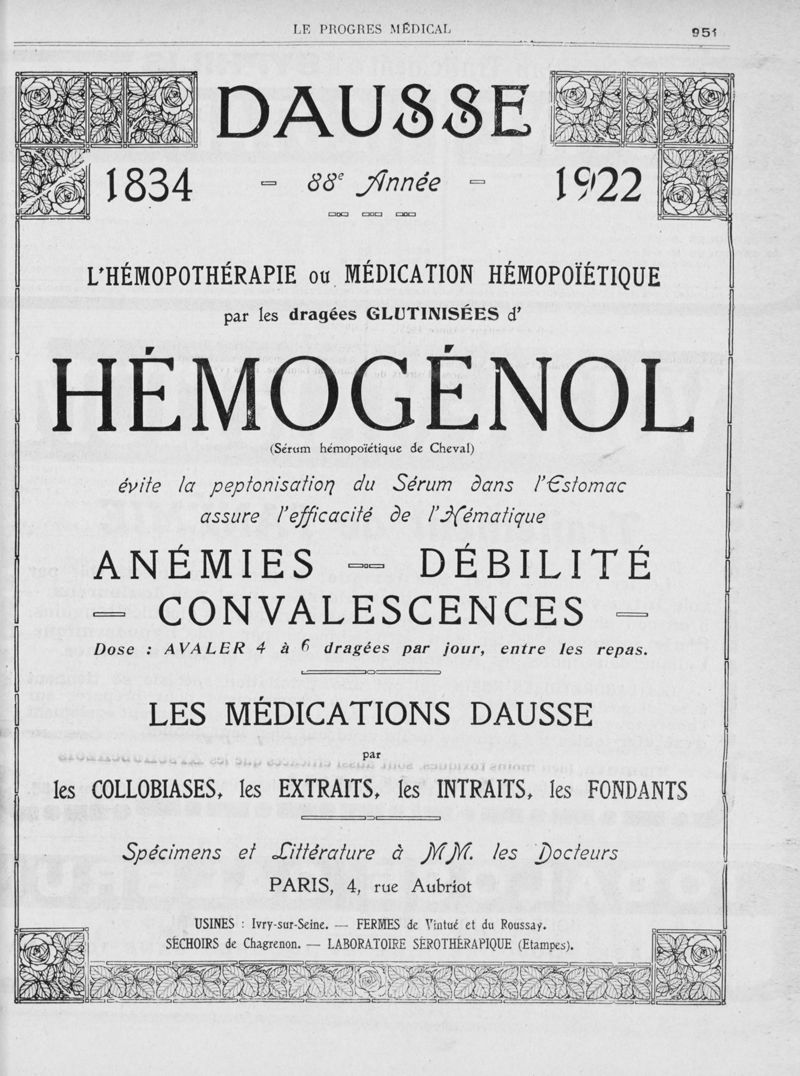 LE PROGRES MÉDICAL
951
DAUSSE
1834 — 88e Année — 1922
L'HÉMOPOTHÉRAPIE ou MÉDICATION HÉMOPOÏÉTIQUE
par les dragées GLUTINISÉES d'
HÉMOGÉNOL
(Sérum hémopoïétique de Cheval)
évite la peptonisation du Sérum dans l'Estomac
assure l'efficacité de l'Hématique
ANÉMIES — DÉBILITÉ
— CONVALESCENCES —
Dose : AVALER 4 à 6 dragées par jour, entre les repas.
LES MÉDICATIONS DAUSSE
par
les COLLOBIASES, les EXTRAITS, les INTRAITS, les FONDANTS
Spécimens et Littérature à MM. les Docteurs
PARIS, 4, rue Aubriot
USINES : Ivry-sur-Seine. — FERMES de Vintué et du Roussay.
SÉCHOIRS de Chagrenon. — LABORATOIRE SÉROTHÉRAPIQUE (Etampes).